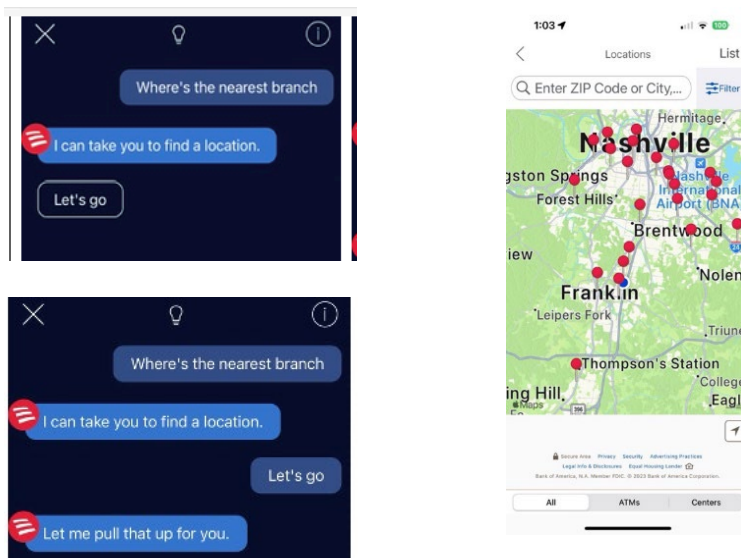 Where's the nearest branch
I can take you to find a location.
Let's go
Where's the nearest branch
I can take you to find a location.
Let's go
Let me pull that up for you.
1:03
100
Locations
List
Enter ZIP Code or City,...
Filter
Hermitage
Nashville
Springs
Forest Hills
Nashville
International
Airport (BNA
Brentwood
Franklin
Leipers Fork
Thompson's Station
ing Hill
Maps
Secure Area Privacy Security Advertising Practices
Legal Info & Disclosures Equal Housing Lender
Bank of America, N.A. Member FDIC. © 2023 Bank of America Corporation.
All ATMs Centers